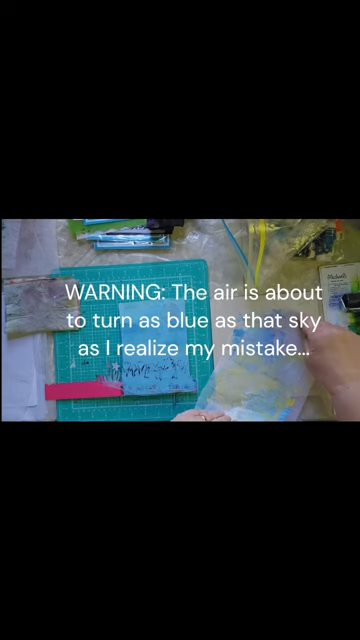 WARNING: The air is about
to turn as blue as that sky
as I realize my mistake...